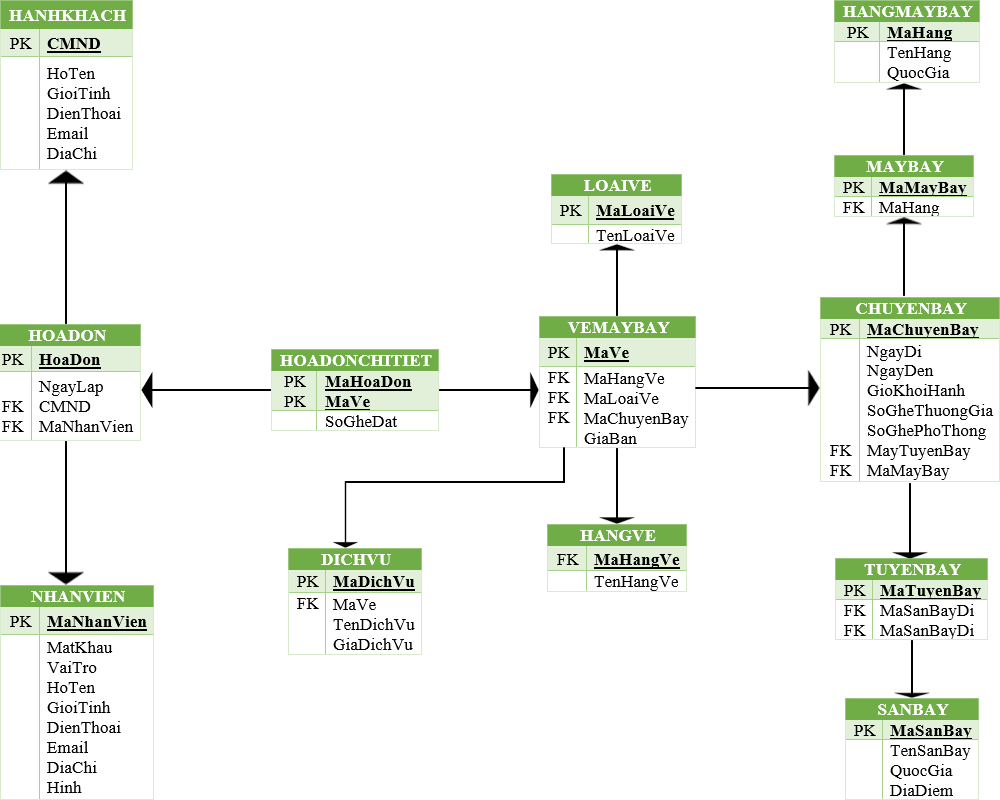 HANHKHACH
PK CMND
HoTen
GioiTinh
DienThoai
Email
DiaChi
HANGMAYBAY
PK MaHang
TenHang
QuocGia
MAYBAY
PK MaMayBay
FK MaHang
LOAIVE
PK MaLoaiVe
TenLoaiVe
HOADON
PK HoaDon
NgayLap
FK CMND
FK MaNhanVien
HOADONCHITIET
PK MaHoaDon
PK MaVe
SoGheDat
VEMAYBAY
PK MaVe
FK MaHangVe
FK MaLoaiVe
FK MaChuyenBay
GiaBan
CHUYENBAY
PK MaChuyenBay
NgayDi
NgayDen
GioKhoiHanh
SoGheThuongGia
SoGhePhoThong
FK MayTuyenBay
FK MaMayBay
NHANVIEN
PK MaNhanVien
MatKhau
VaiTro
HoTen
GioiTinh
DienThoai
Email
DiaChi
Hinh
DICHVU
PK MaDichVu
FK MaVe
TenDichVu
GiaDichVu
HANGVE
FK MaHangVe
TenHangVe
TUYENBAY
PK MaTuyenBay
FK MaSanBayDi
FK MaSanBayDi
SANBAY
PK MaSanBay
TenSanBay
QuocGia
DiaDiem